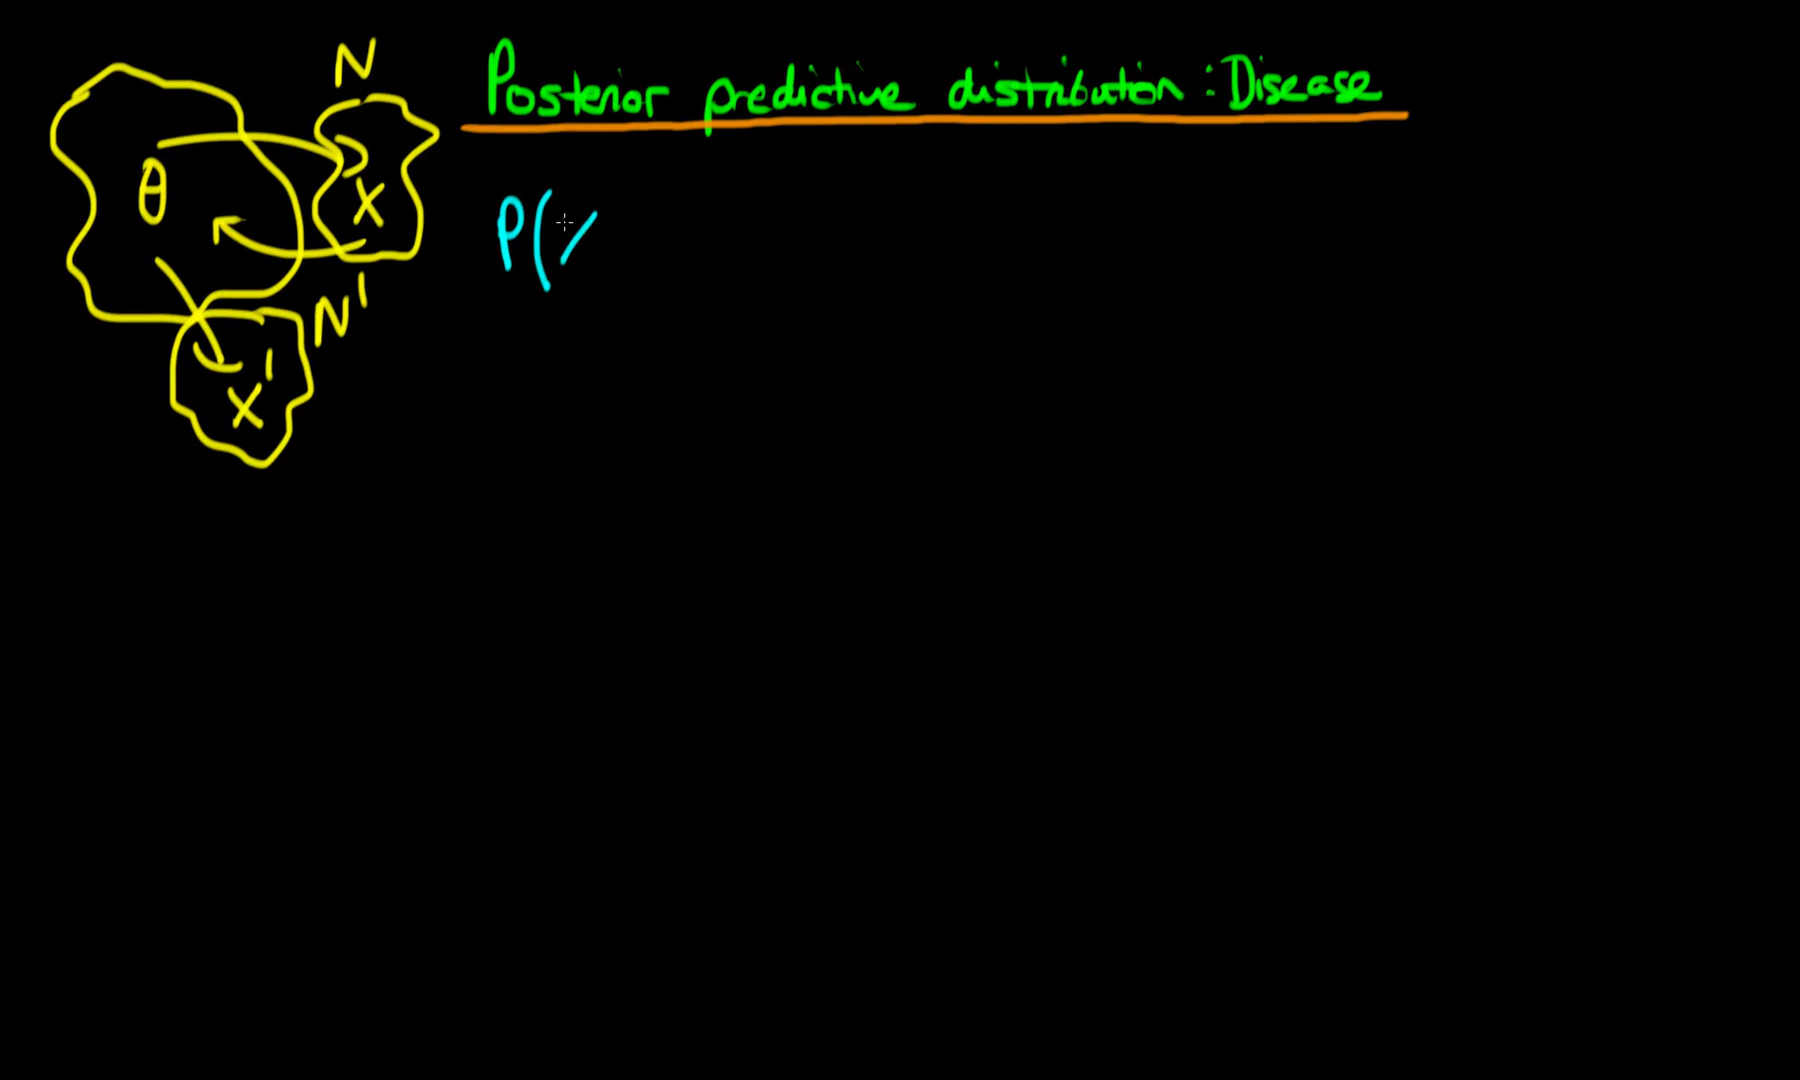 N
Posterior predictive distribution : Disease
θ
X
P(
N'
X'